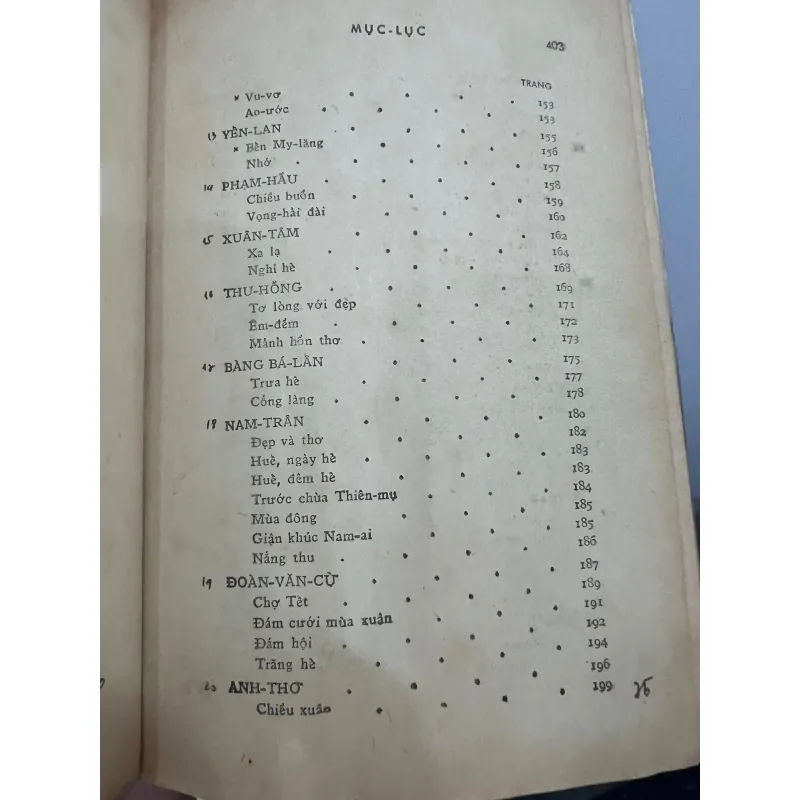 MỤC-LỤC
403
TRANG
x Vu-vơ . . . . 153
Ao-ước . . . . . 153
13 YẾN-LAN . . . . . 155
x Bến My-lăng . . . . 156
Nhớ . . . . . 157
14 PHẠM-HẦU . . . . . 158
Chiều buồn . . . . 159
Vọng-hải đài . . . . 160
15 XUÂN-TÂM . . . . . 162
Xa lạ . . . . . 164
Nghỉ hè . . . . . 168
16 THU-HỒNG . . . . . 169
Tơ lòng với đẹp . . . . 171
Êm-đềm . . . . . 172
Mảnh hồn thơ . . . . . 173
17 BÀNG BÁ-LÂN . . . . 175
Trưa hè . . . . 177
Cổng làng . . . . . 178
18 NAM-TRÂN . . . . 180
Đẹp và thơ . . . . 182
Huế, ngày hè . . . . 183
Huế, đêm hè . . . . 183
Trước chùa Thiên-mụ . . . 184
Mùa đông . . . . 185
Giận khúc Nam-ai . . . . 185
Nắng thu . . . . . 186
19 ĐOÀN-VĂN-CỪ . . . . 187
Chợ Tết . . . . . 189
Đám cưới mùa xuân . . . 191
Đám hội . . . . . 192
Trăng hè . . . . 194
20 ANH-THƠ . . . . . 196
Chiều xuân . . . . 199